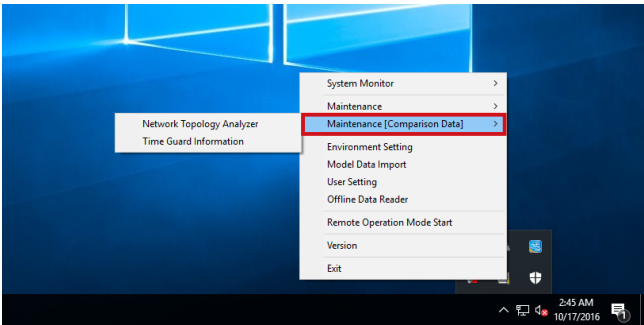 System Monitor
Maintenance
Maintenance [Comparison Data]
Network Topology Analyzer
Time Guard Information
Environment Setting
Model Data Import
User Setting
Offline Data Reader
Remote Operation Mode Start
Version
Exit
2:45 AM
10/17/2016
1